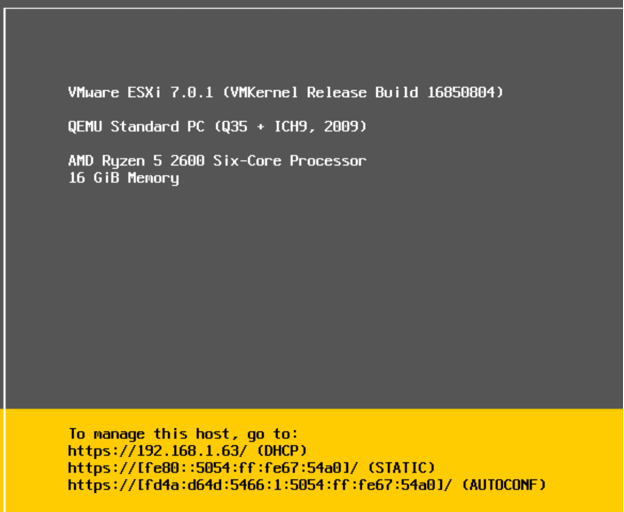 VMware ESXi 7.0.1 (VMKernel Release Build 16850804)
QEMU Standard PC (Q35 + ICH9, 2009)
AMD Ryzen 5 2600 Six-Core Processor
16 GiB Memory
To manage this host, go to:
https://192.168.1.63/ (DHCP)
https://[fe80::5054:ff:fe67:54a0]/ (STATIC)
https://[fd4a:d64d:5466:1:5054:ff:fe67:54a0]/ (AUTOCONF)